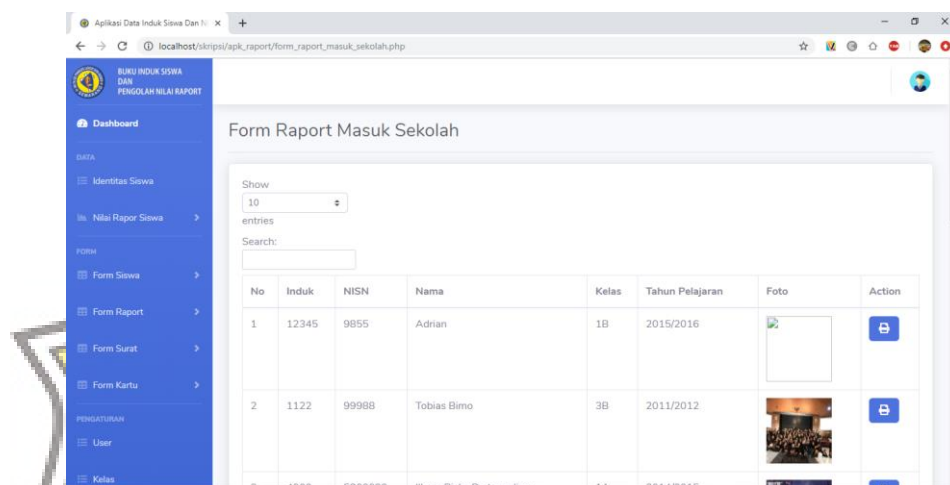 Aplikasi Data Induk Siswa Dan Ni
localhost/skripsi/apk_raport/form_raport_masuk_sekolah.php
BUKU INDUK SISWA
DAN
PENGOLAH NILAI RAPORT
Dashboard
DATA
Identitas Siswa
Nilai Rapor Siswa
FORM
Form Siswa
Form Raport
Form Surat
Form Kartu
PENGATURAN
User
Kelas
Form Raport Masuk Sekolah
Show
10
entries
Search:
No Induk NISN Nama Kelas Tahun Pelajaran Foto Action
1 12345 9855 Adrian 1B 2015/2016
2 1122 99988 Tobias Bimo 3B 2011/2012